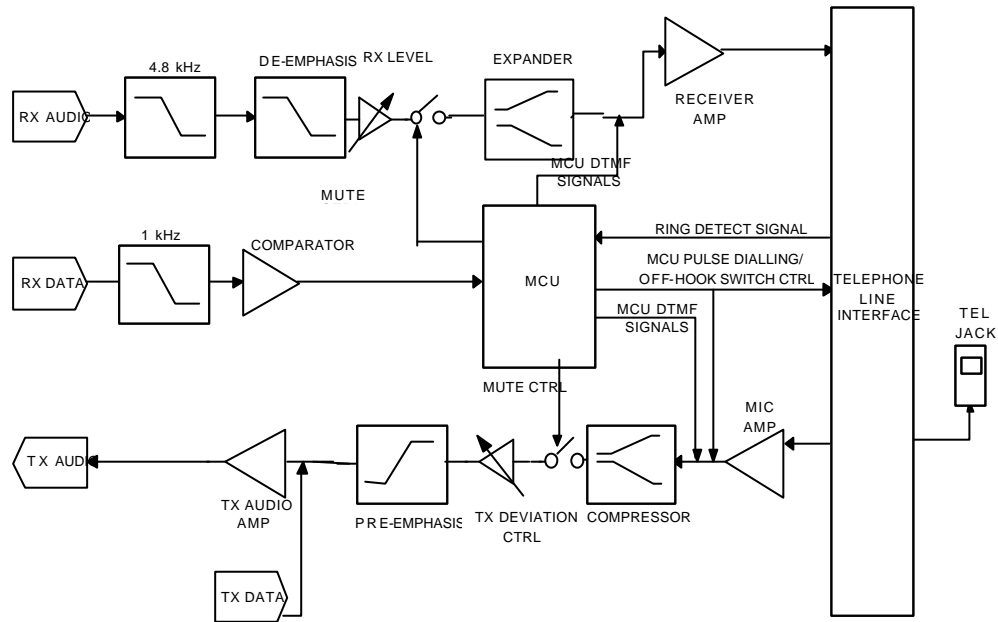 4.8 kHz
DE-EMPHASIS
RX LEVEL
EXPANDER
RX AUDIO
RECEIVER
AMP
MCU DTMF
SIGNALS
MUTE
1 kHz
COMPARATOR
RX DATA
MCU
RING DETECT SIGNAL
MCU PULSE DIALLING/
OFF-HOOK SWITCH CTRL
MCU DTMF
SIGNALS
TELEPHONE
LINE
INTERFACE
TEL
JACK
MUTE CTRL
MIC
AMP
TX AUDIO
TX AUDIO
AMP
PRE-EMPHASIS
TX DEVIATION
CTRL
COMPRESSOR
TX DATA